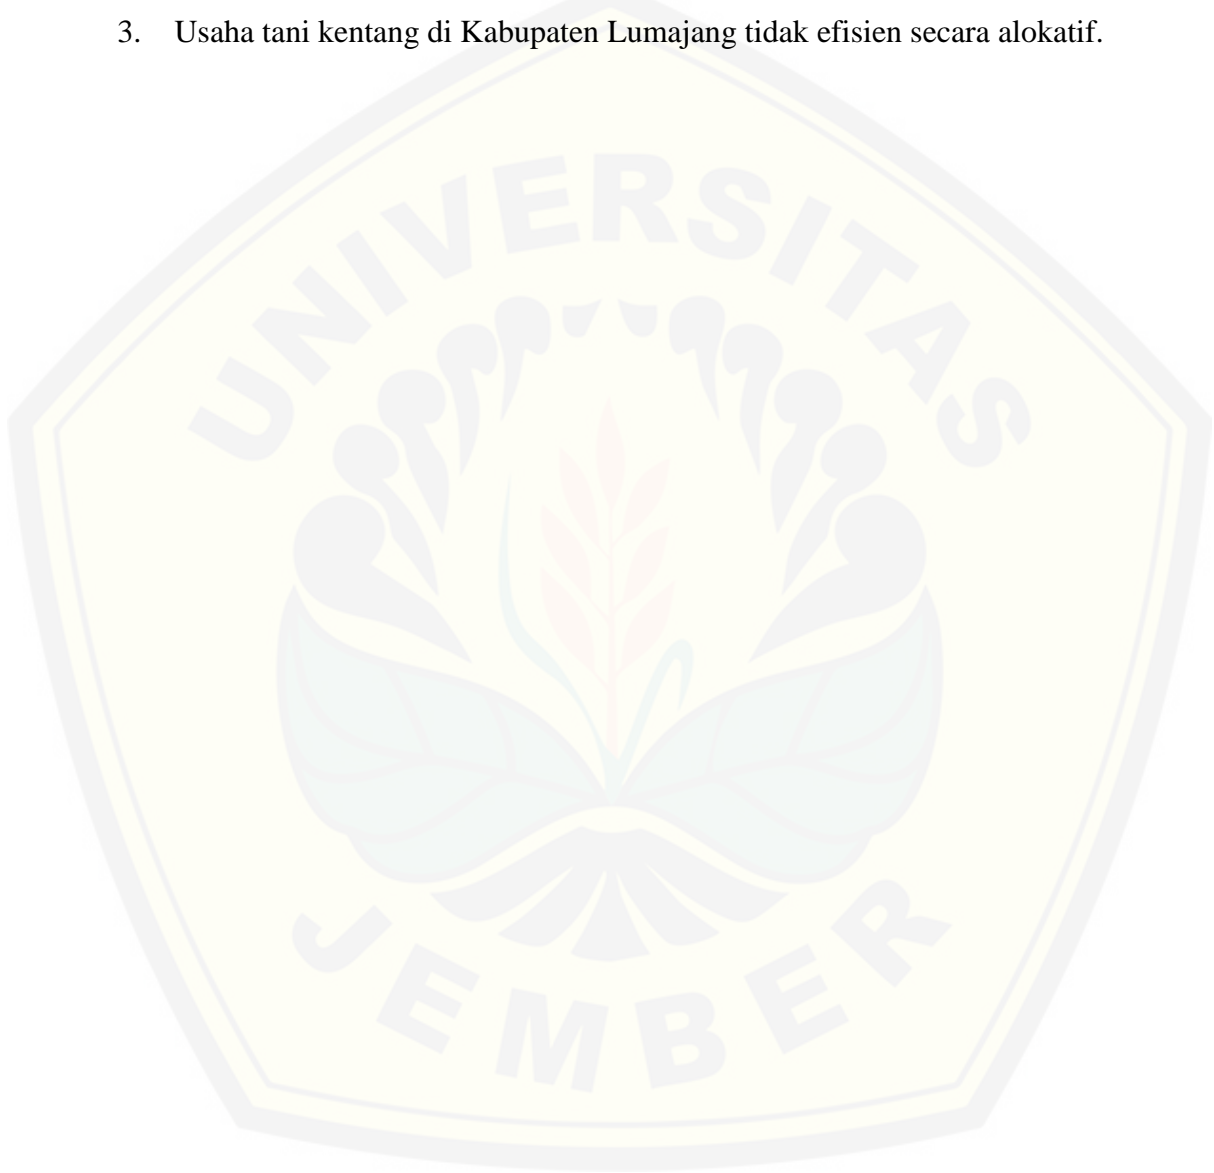 3. Usaha tani kentang di Kabupaten Lumajang tidak efisien secara alokatif.
UNIVERSITAS
JEMBER